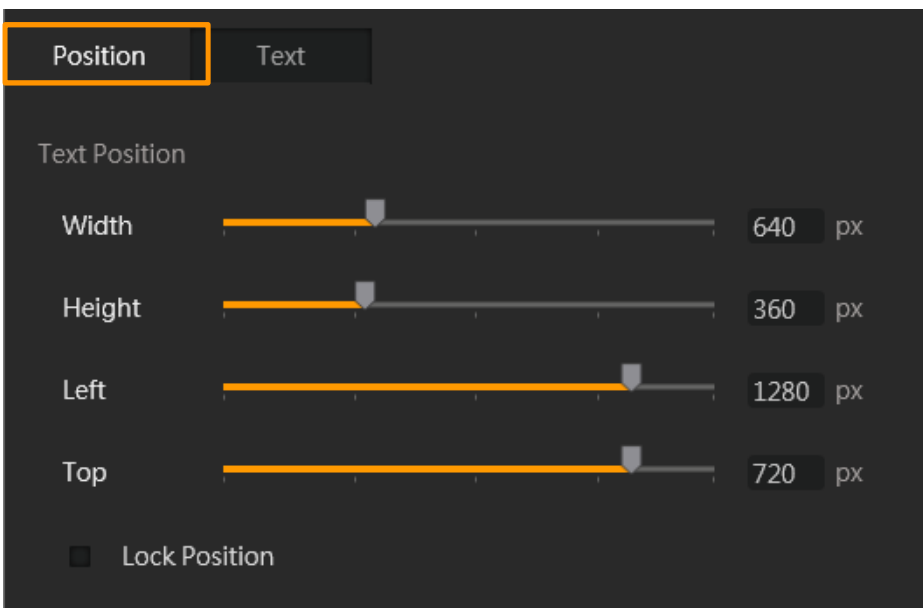 Position Text
Text Position
Width 640 px
Height 360 px
Left 1280 px
Top 720 px
Lock Position